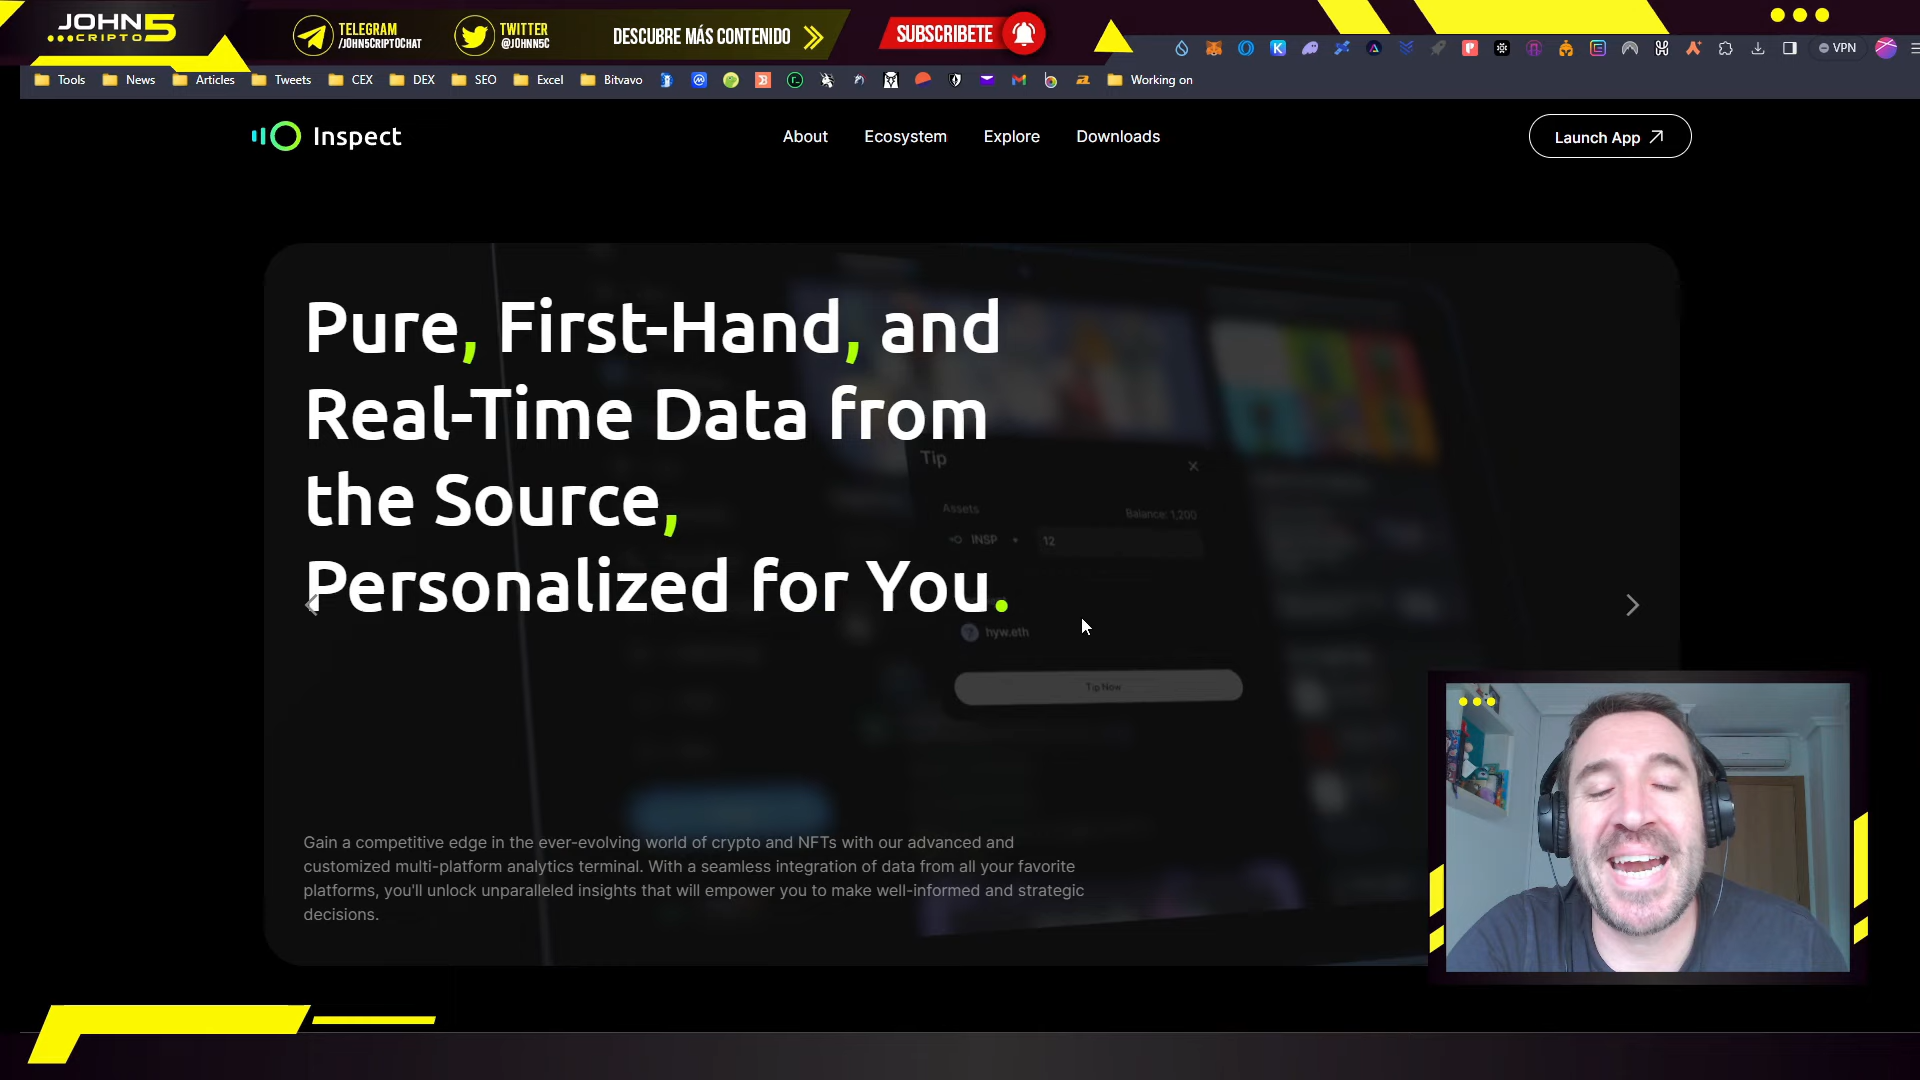 JOHN 5
CRIPTO
TELEGRAM
/JOHN5CRIPTOCHAT
TWITTER
@J0HNN5C
DESCUBRE MÁS CONTENIDO
SUBSCRIBETE
VPN
Tools
News
Articles
Tweets
CEX
DEX
SEO
Excel
Bitvavo
Working on
Inspect
About
Ecosystem
Explore
Downloads
Launch App
Pure, First-Hand, and
Real-Time Data from
the Source,
Personalized for You.
Tip
Assets
Balance: 1,200
INSP
12
hyw.eth
Tip Now
Gain a competitive edge in the ever-evolving world of crypto and NFTs with our advanced and
customized multi-platform analytics terminal. With a seamless integration of data from all your favorite
platforms, you'll unlock unparalleled insights that will empower you to make well-informed and strategic
decisions.